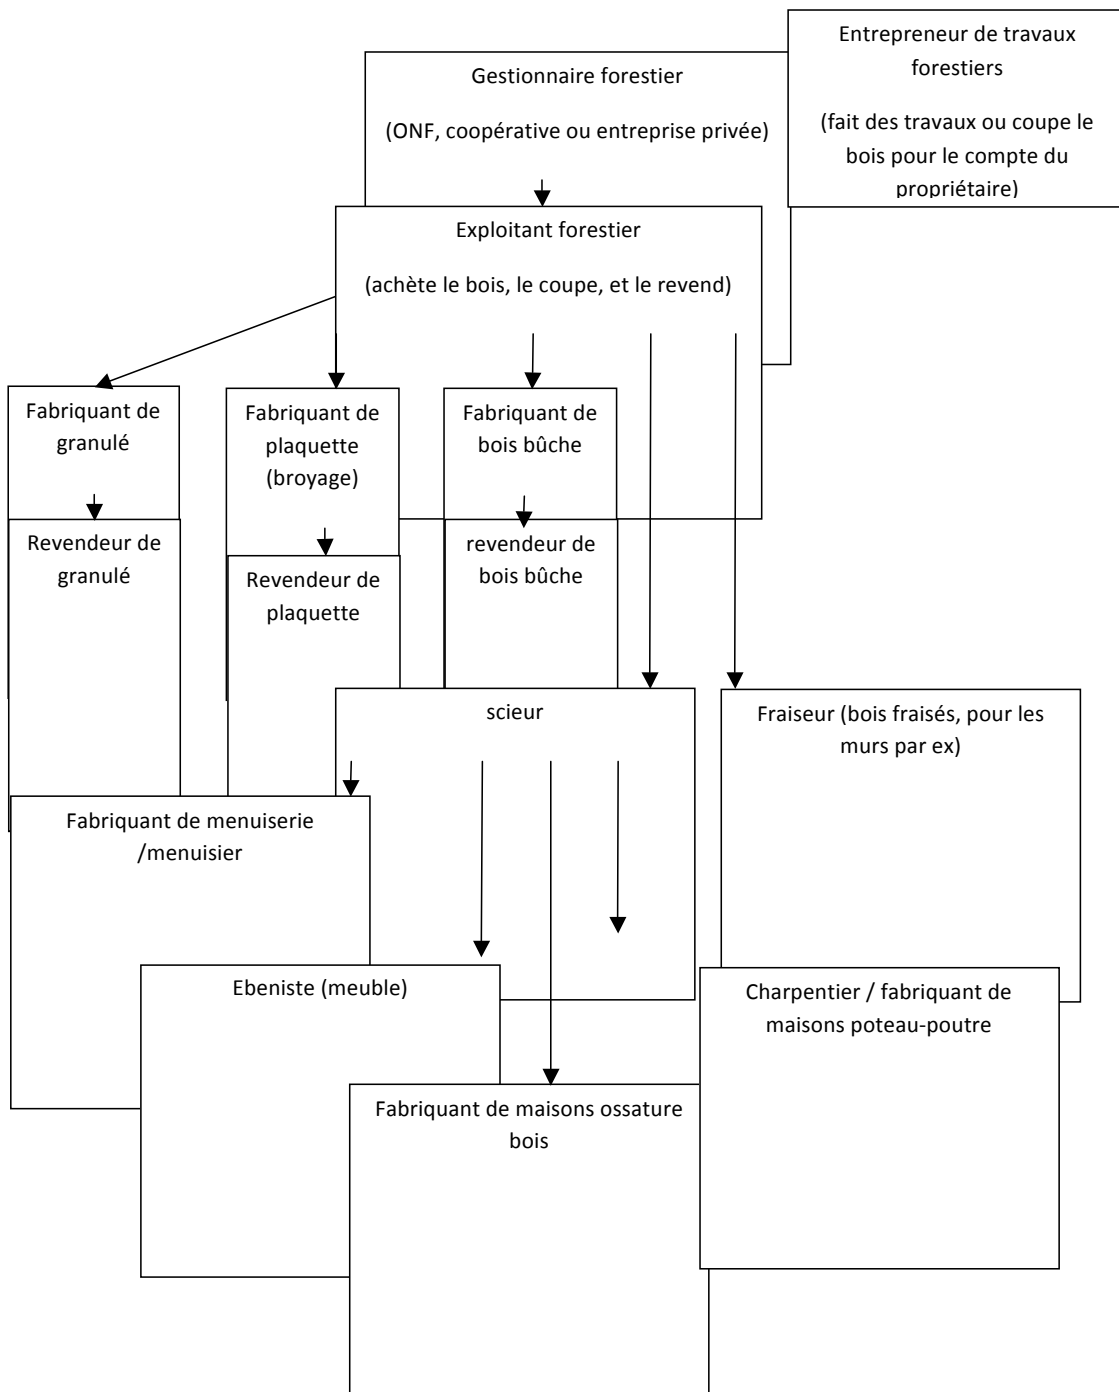 Entrepreneur de travaux
forestiers
(fait des travaux ou coupe le
bois pour le compte du
propriétaire)
Gestionnaire forestier
(ONF, coopérative ou entreprise privée)
Exploitant forestier
(achète le bois, le coupe, et le revend)
Fabriquant de
granulé
Fabriquant de
plaquette
(broyage)
Fabriquant de
bois bûche
Revendeur de
granulé
Revendeur de
plaquette
revendeur de
bois bûche
scieur
Fraiseur (bois fraisés, pour les
murs par ex)
Fabriquant de menuiserie
/menuisier
Ebeniste (meuble)
Charpentier / fabriquant de
maisons poteau-poutre
Fabriquant de maisons ossature
bois